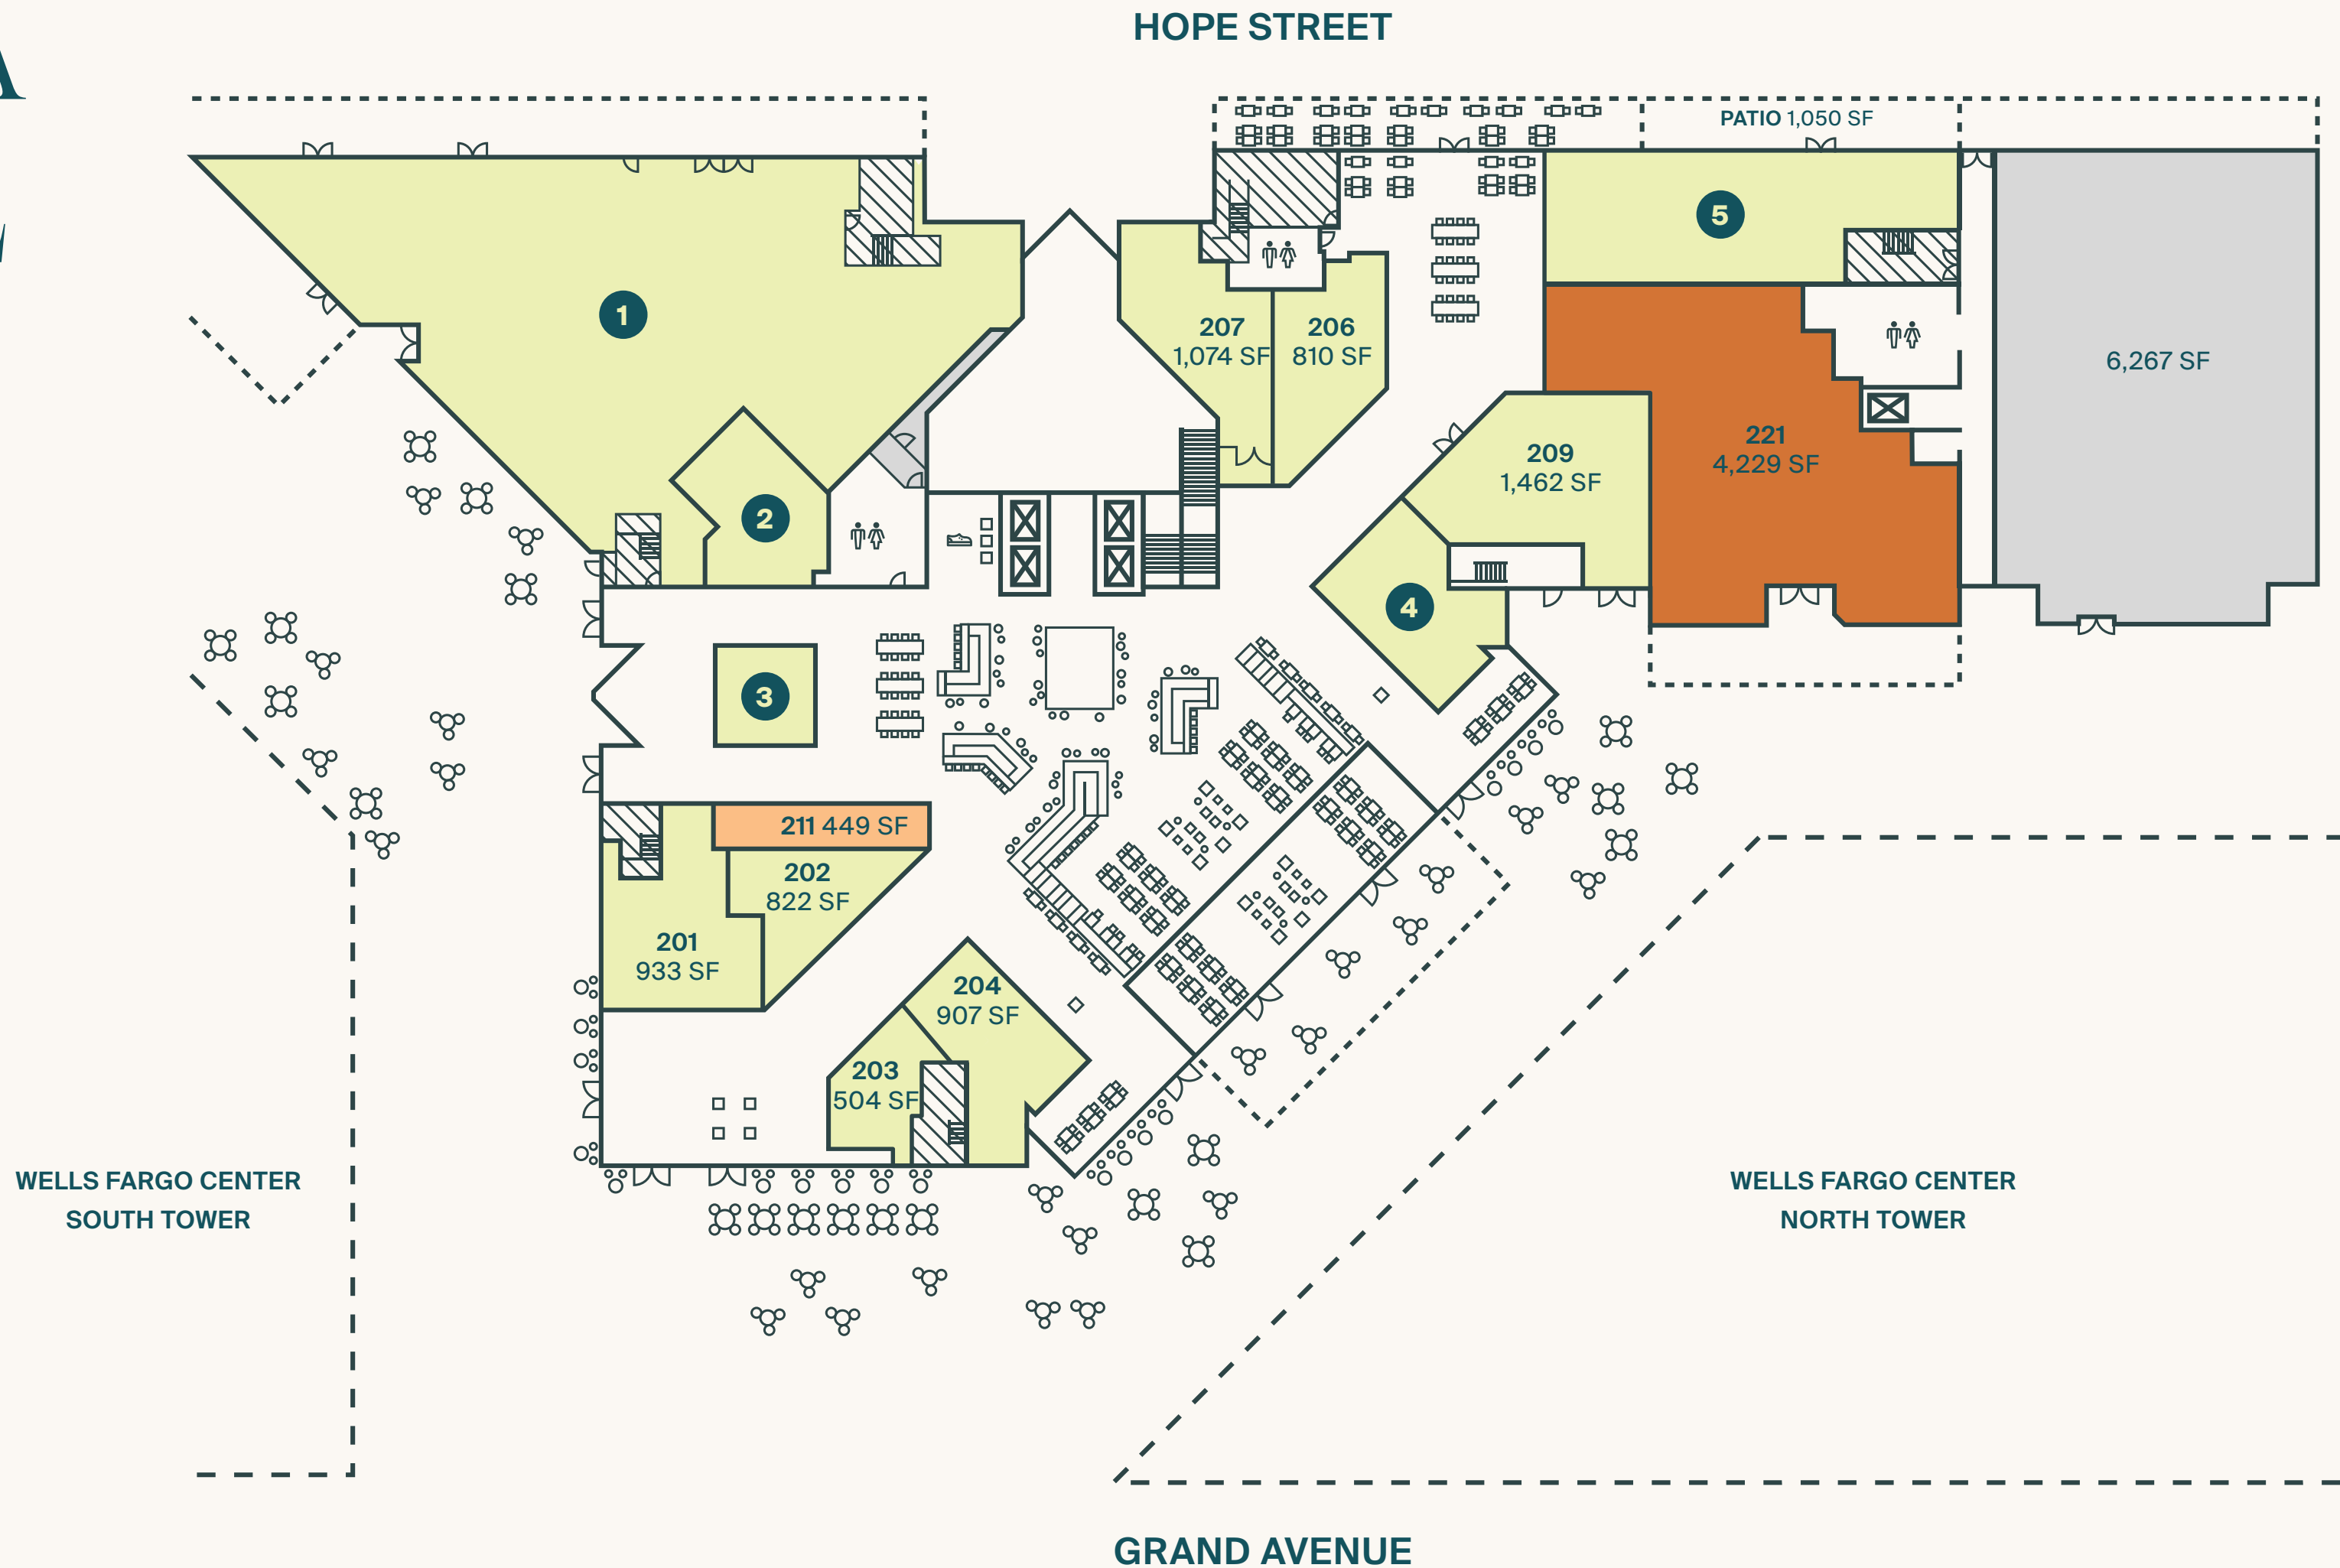 HOPE STREET
PATIO 1,050 SF
1
5
207
1,074 SF
206
810 SF
6,267 SF
221
4,229 SF
209
1,462 SF
2
4
3
211 449 SF
202
822 SF
201
933 SF
204
907 SF
203
504 SF
WELLS FARGO CENTER
SOUTH TOWER
WELLS FARGO CENTER
NORTH TOWER
GRAND AVENUE